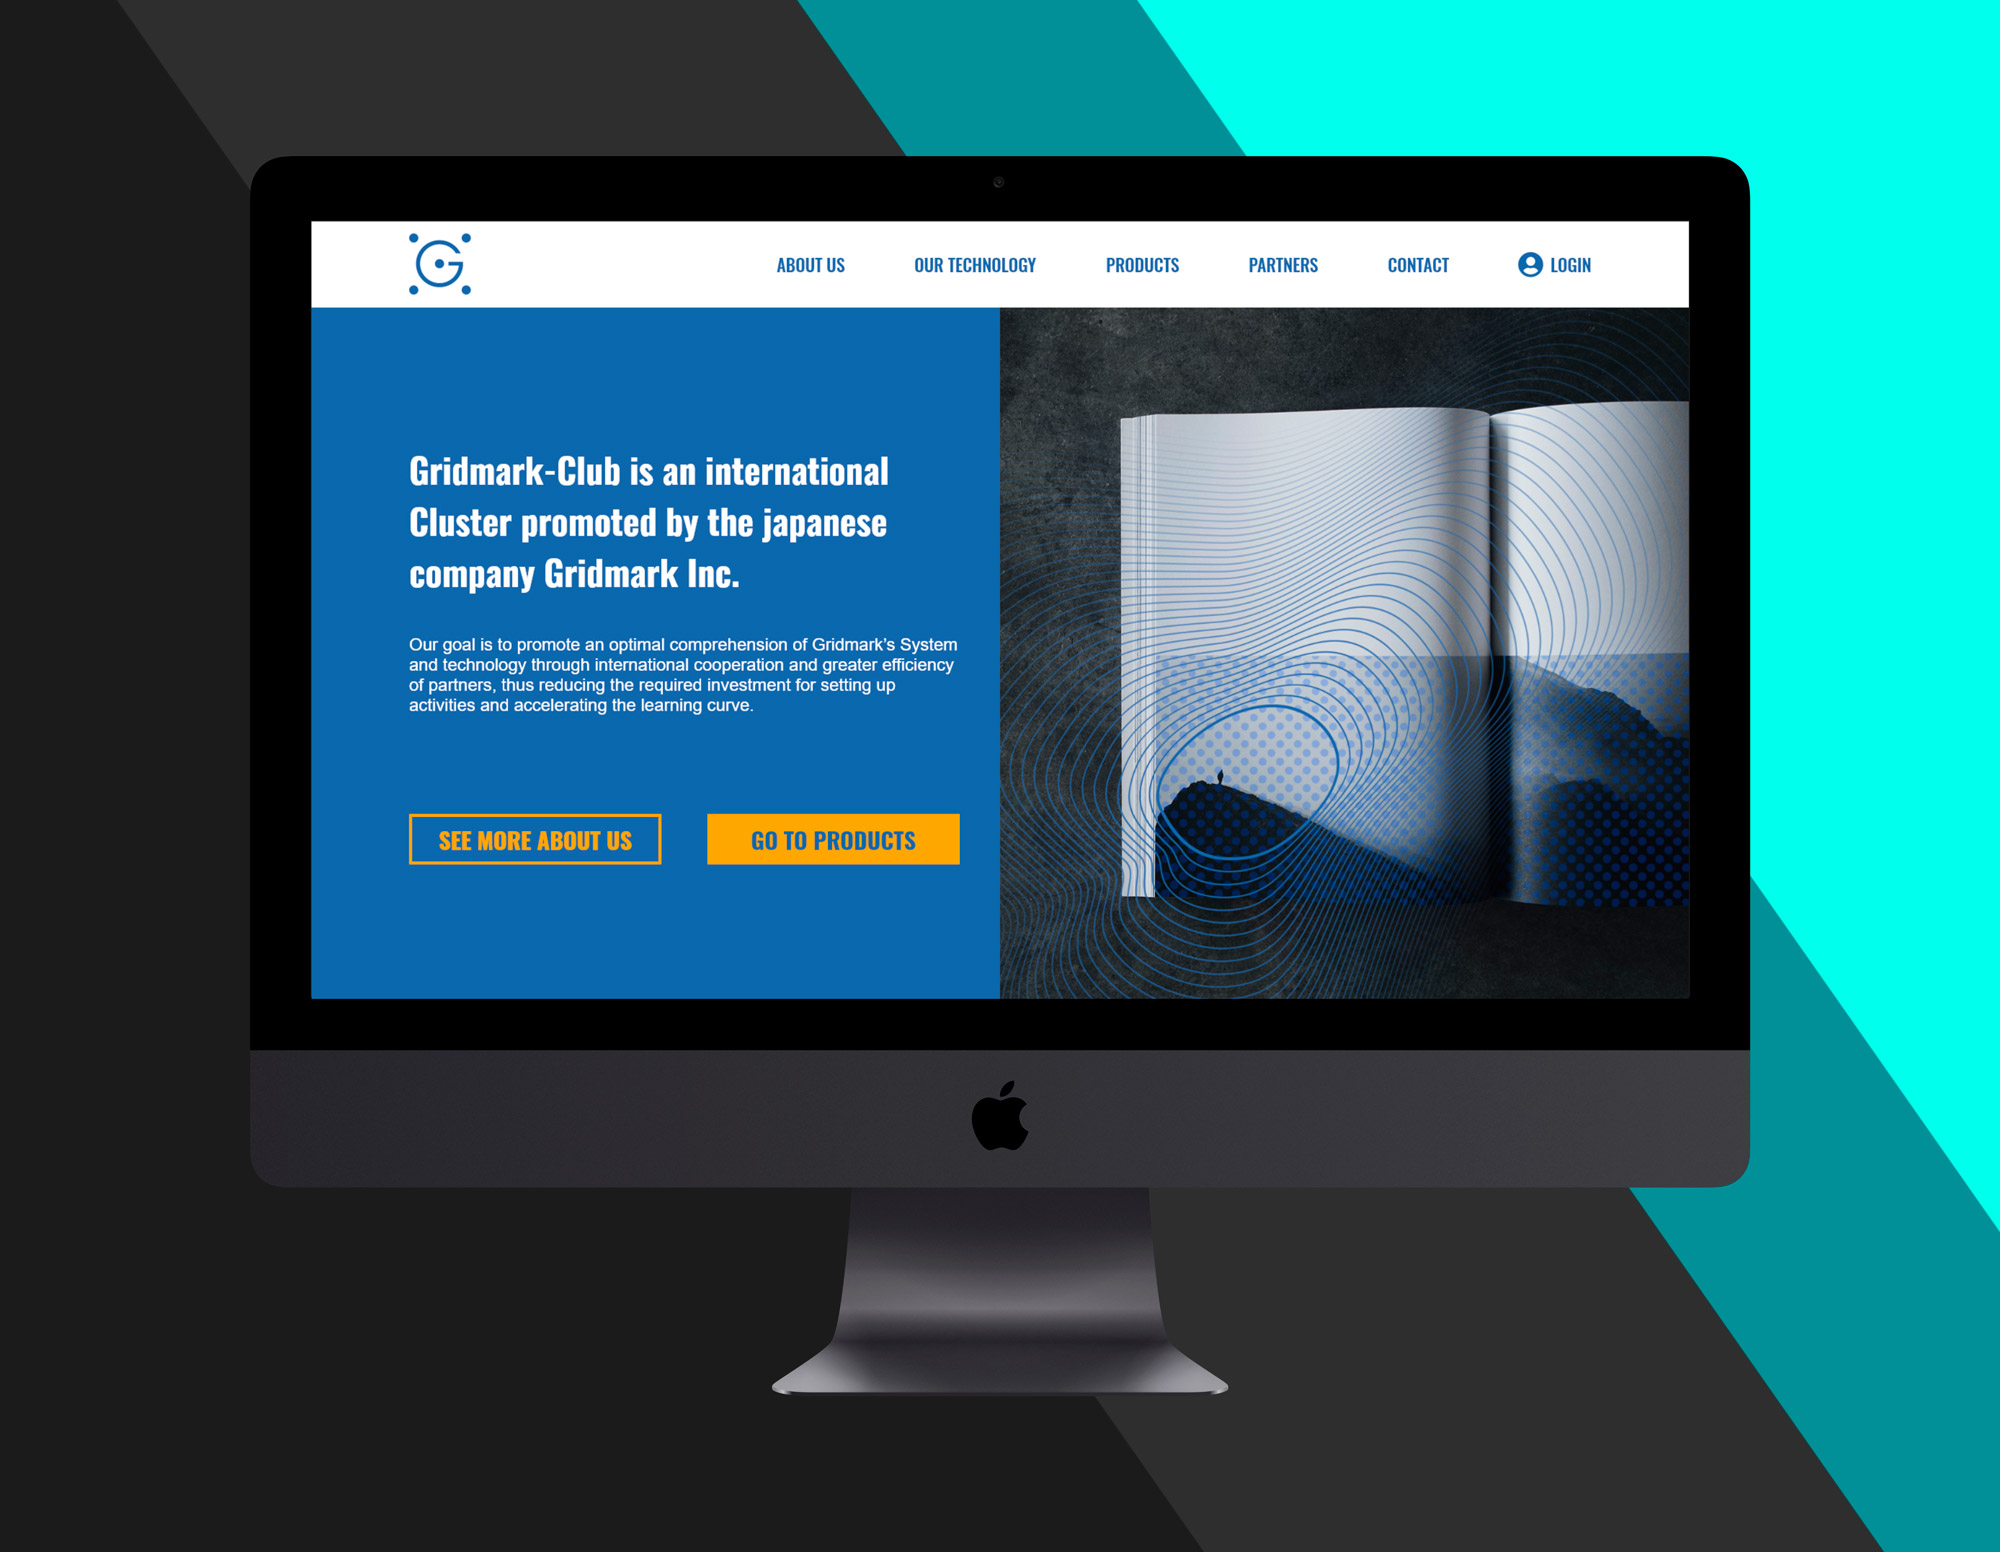 G
ABOUT US OUR TECHNOLOGY PRODUCTS PARTNERS CONTACT LOGIN
Gridmark-Club is an international
Cluster promoted by the japanese
company Gridmark Inc.
Our goal is to promote an optimal comprehension of Gridmark’s System
and technology through international cooperation and greater efficiency
of partners, thus reducing the required investment for setting up
activities and accelerating the learning curve.
SEE MORE ABOUT US GO TO PRODUCTS